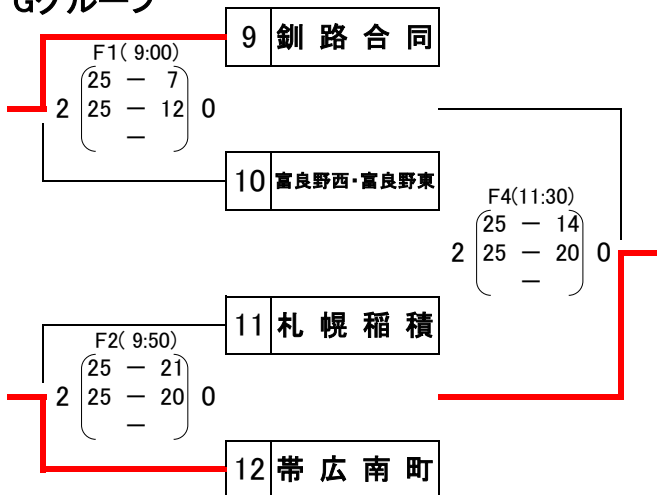 Gグループ
9 釧路合同
F1( 9:00)
25 － 7
2 25 － 12 0
－
10 富良野西・富良野東
F4(11:30)
25 － 14
2 25 － 20 0
－
11 札幌稲積
F2( 9:50)
25 － 21
2 25 － 20 0
－
12 帯広南町